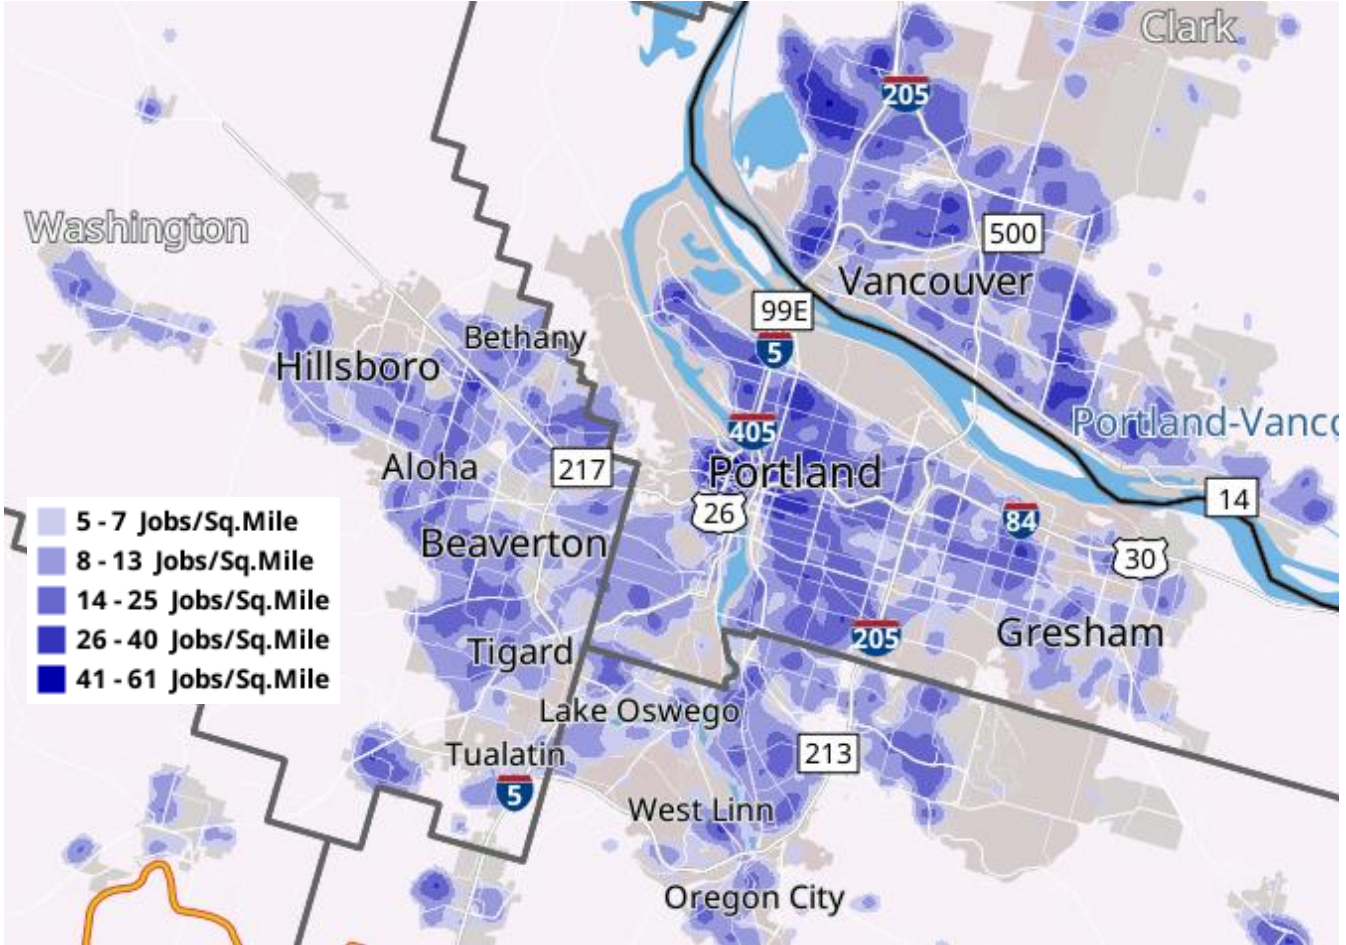 Clark
205
Washington
500
Vancouver
99E
Bethany
5
Hillsboro
Portland-Vanco
405
Aloha
217
Portland
14
26
84
5 - 7 Jobs/Sq.Mile
Beaverton
30
8 - 13 Jobs/Sq.Mile
14 - 25 Jobs/Sq.Mile
26 - 40 Jobs/Sq.Mile
41 - 61 Jobs/Sq.Mile
205
Gresham
Tigard
Lake Oswego
Tualatin
213
5
West Linn
Oregon City